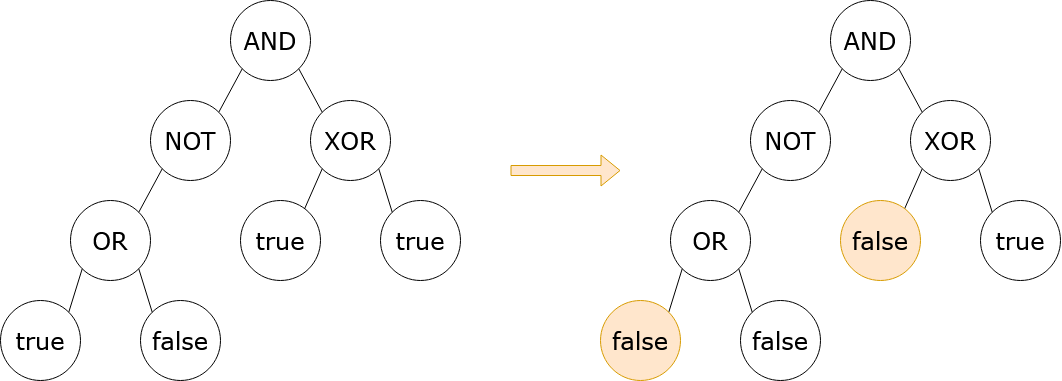 AND
NOT
XOR
OR
true
true
true
false
AND
NOT
XOR
OR
false
true
false
false